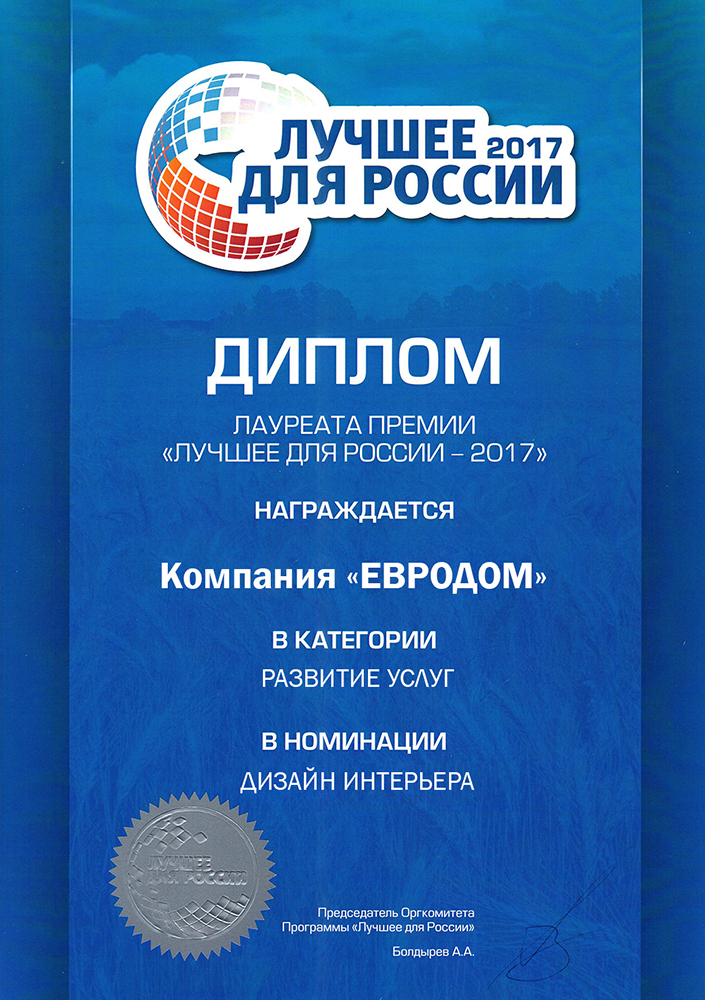 ЛУЧШЕЕ 2017
ДЛЯ РОССИИ
ДИПЛОМ
ЛАУРЕАТА ПРЕМИИ
«ЛУЧШЕЕ ДЛЯ РОССИИ – 2017»
НАГРАЖДАЕТСЯ
Компания «ЕВРОДОМ»
В КАТЕГОРИИ
РАЗВИТИЕ УСЛУГ
В НОМИНАЦИИ
ДИЗАЙН ИНТЕРЬЕРА
ЛУЧШЕЕ
ДЛЯ РОССИИ
Председатель Оргкомитета
Программы «Лучшее для России»
Болдырев А.А.